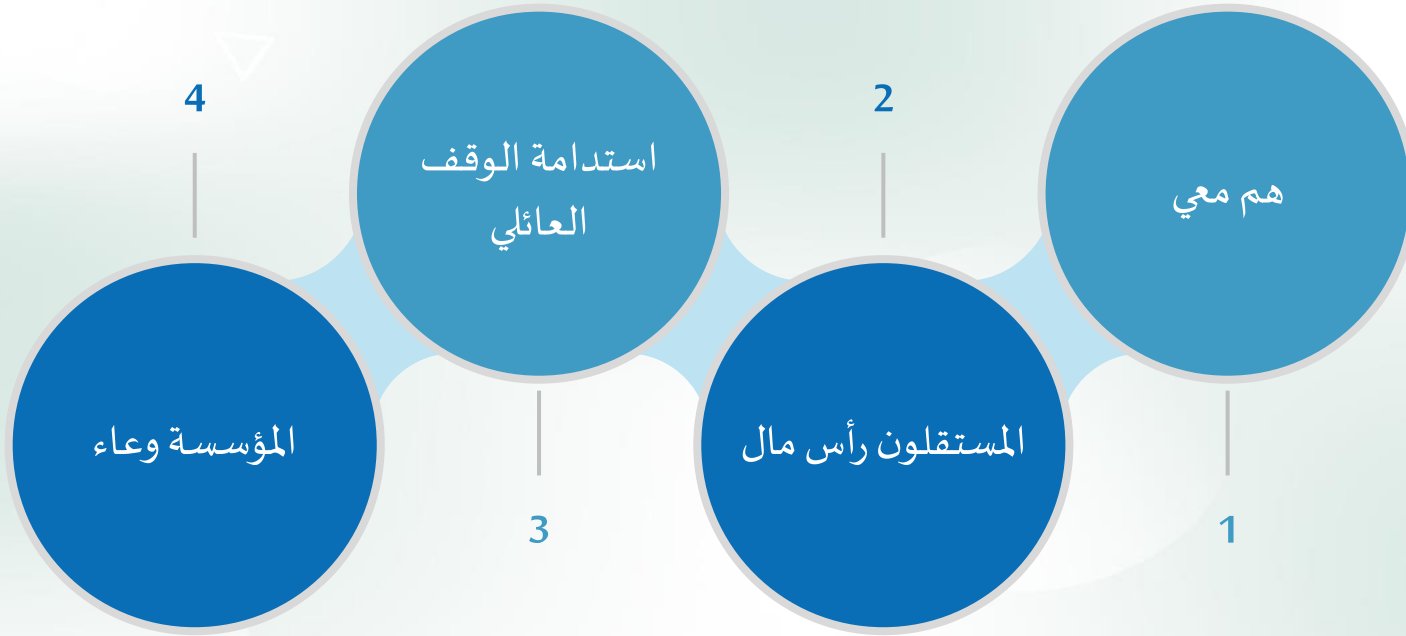 1
هم معي
2
المستقلون رأس مال
3
استدامة الوقف
العائلي
4
المؤسسة وعاء